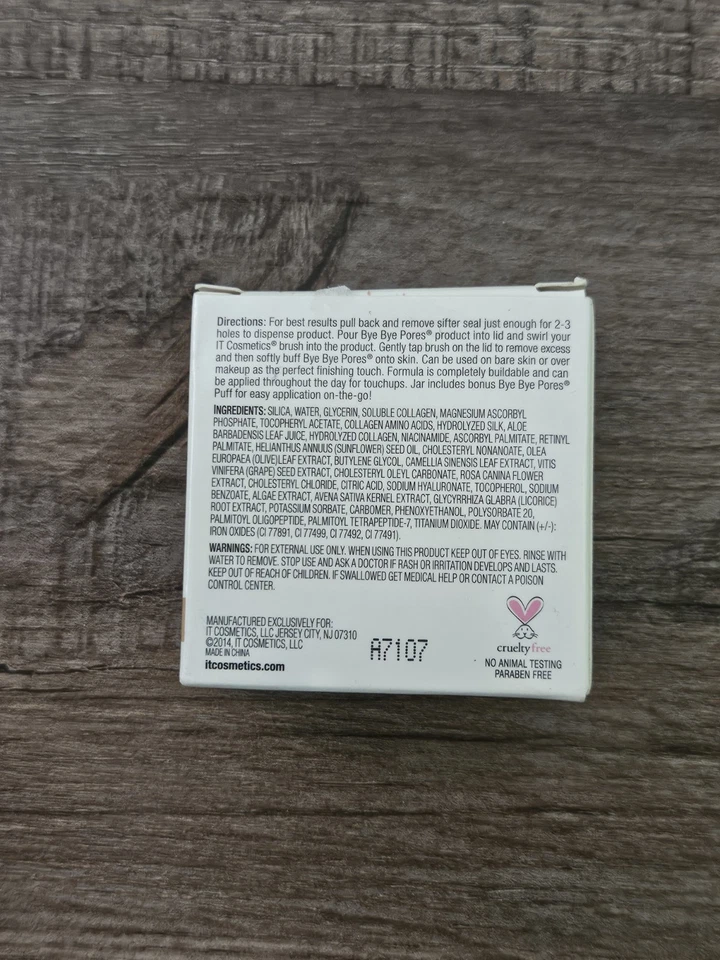 Directions: For best results pull back and remove sifter seal just enough for 2-3
holes to dispense product. Pour Bye Bye Pores® product into lid and swirl your
IT Cosmetics® brush into the product. Gently tap brush on the lid to remove excess
and then softly buff Bye Bye Pores® onto skin. Can be used on bare skin or over
makeup as the perfect finishing touch. Formula is completely buildable and can
be applied throughout the day for touchups. Jar includes bonus Bye Bye Pores®
Puff for easy application on-the-go!
INGREDIENTS: SILICA, WATER, GLYCERIN, SOLUBLE COLLAGEN, MAGNESIUM ASCORBYL
PHOSPHATE, TOCOPHERYL ACETATE, COLLAGEN AMINO ACIDS, HYDROLYZED SILK, ALOE
BARBADENSIS LEAF JUICE, HYDROLYZED COLLAGEN, NIACINAMIDE, ASCORBYL PALMITATE, RETINYL
PALMITATE, HELIANTHUS ANNUUS (SUNFLOWER) SEED OIL, CHOLESTERYL NONANOATE, OLEA
EUROPAEA (OLIVE)LEAF EXTRACT, BUTYLENE GLYCOL, CAMELLIA SINENSIS LEAF EXTRACT, VITIS
VINIFERA (GRAPE) SEED EXTRACT, CHOLESTERYL OLEYL CARBONATE, ROSA CANINA FLOWER
EXTRACT, CHOLESTERYL CHLORIDE, CITRIC ACID, SODIUM HYALURONATE, TOCOPHEROL, SODIUM
BENZOATE, ALGAE EXTRACT, AVENA SATIVA KERNEL EXTRACT, GLYCYRRHIZA GLABRA (LICORICE)
ROOT EXTRACT, POTASSIUM SORBATE, CARBOMER, PHENOXYETHANOL, POLYSORBATE 20,
PALMITOYL OLIGOPEPTIDE, PALMITOYL TETRAPEPTIDE-7, TITANIUM DIOXIDE. MAY CONTAIN (+/-):
IRON OXIDES (CI 77891, CI 77499, CI 77492, CI 77491).
WARNINGS: FOR EXTERNAL USE ONLY. WHEN USING THIS PRODUCT KEEP OUT OF EYES. RINSE WITH
WATER TO REMOVE. STOP USE AND ASK A DOCTOR IF RASH OR IRRITATION DEVELOPS AND LASTS.
KEEP OUT OF REACH OF CHILDREN. IF SWALLOWED GET MEDICAL HELP OR CONTACT A POISON
CONTROL CENTER.
MANUFACTURED EXCLUSIVELY FOR:
IT COSMETICS, LLC JERSEY CITY, NJ 07310
©2014, IT COSMETICS, LLC
MADE IN CHINA
itcosmetics.com
A7107
crueltyfree
NO ANIMAL TESTING
PARABEN FREE